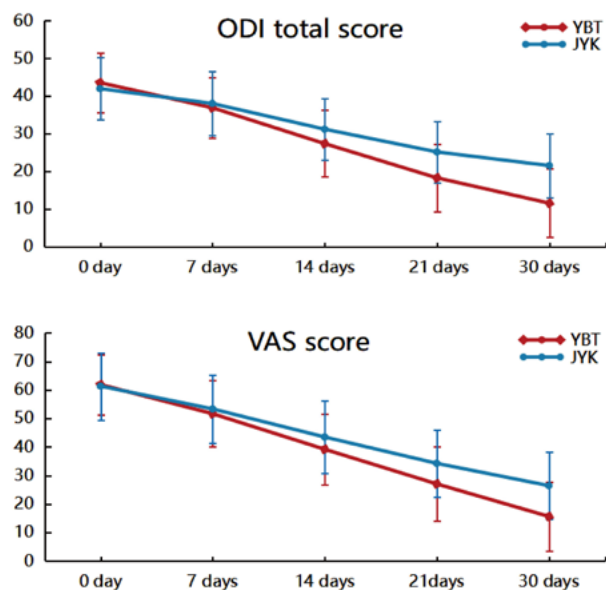 ODI total score
YBT
JYK
60
50
40
30
20
10
0
0 day 7 days 14 days 21 days 30 days
VAS score
YBT
JYK
80
70
60
50
40
30
20
10
0
0 day 7 days 14 days 21days 30 days